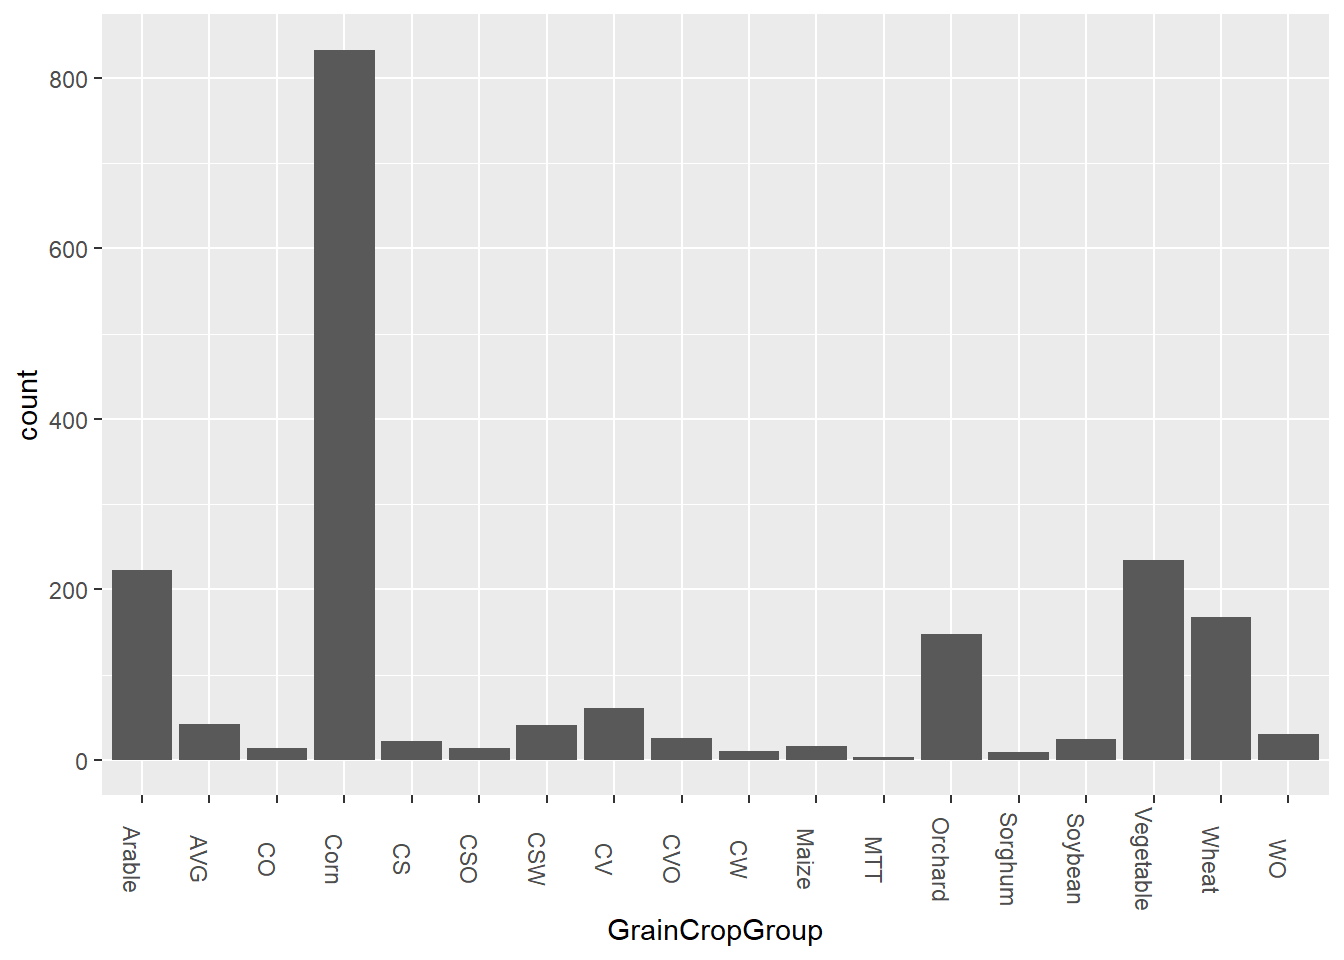 800
600
400
200
0
count
Arable
AVG
CO
Corn
CS
CSO
CSW
CV
CVO
CW
Maize
MTT
Orchard
Sorghum
Soybean
Vegetable
Wheat
WO
GrainCropGroup